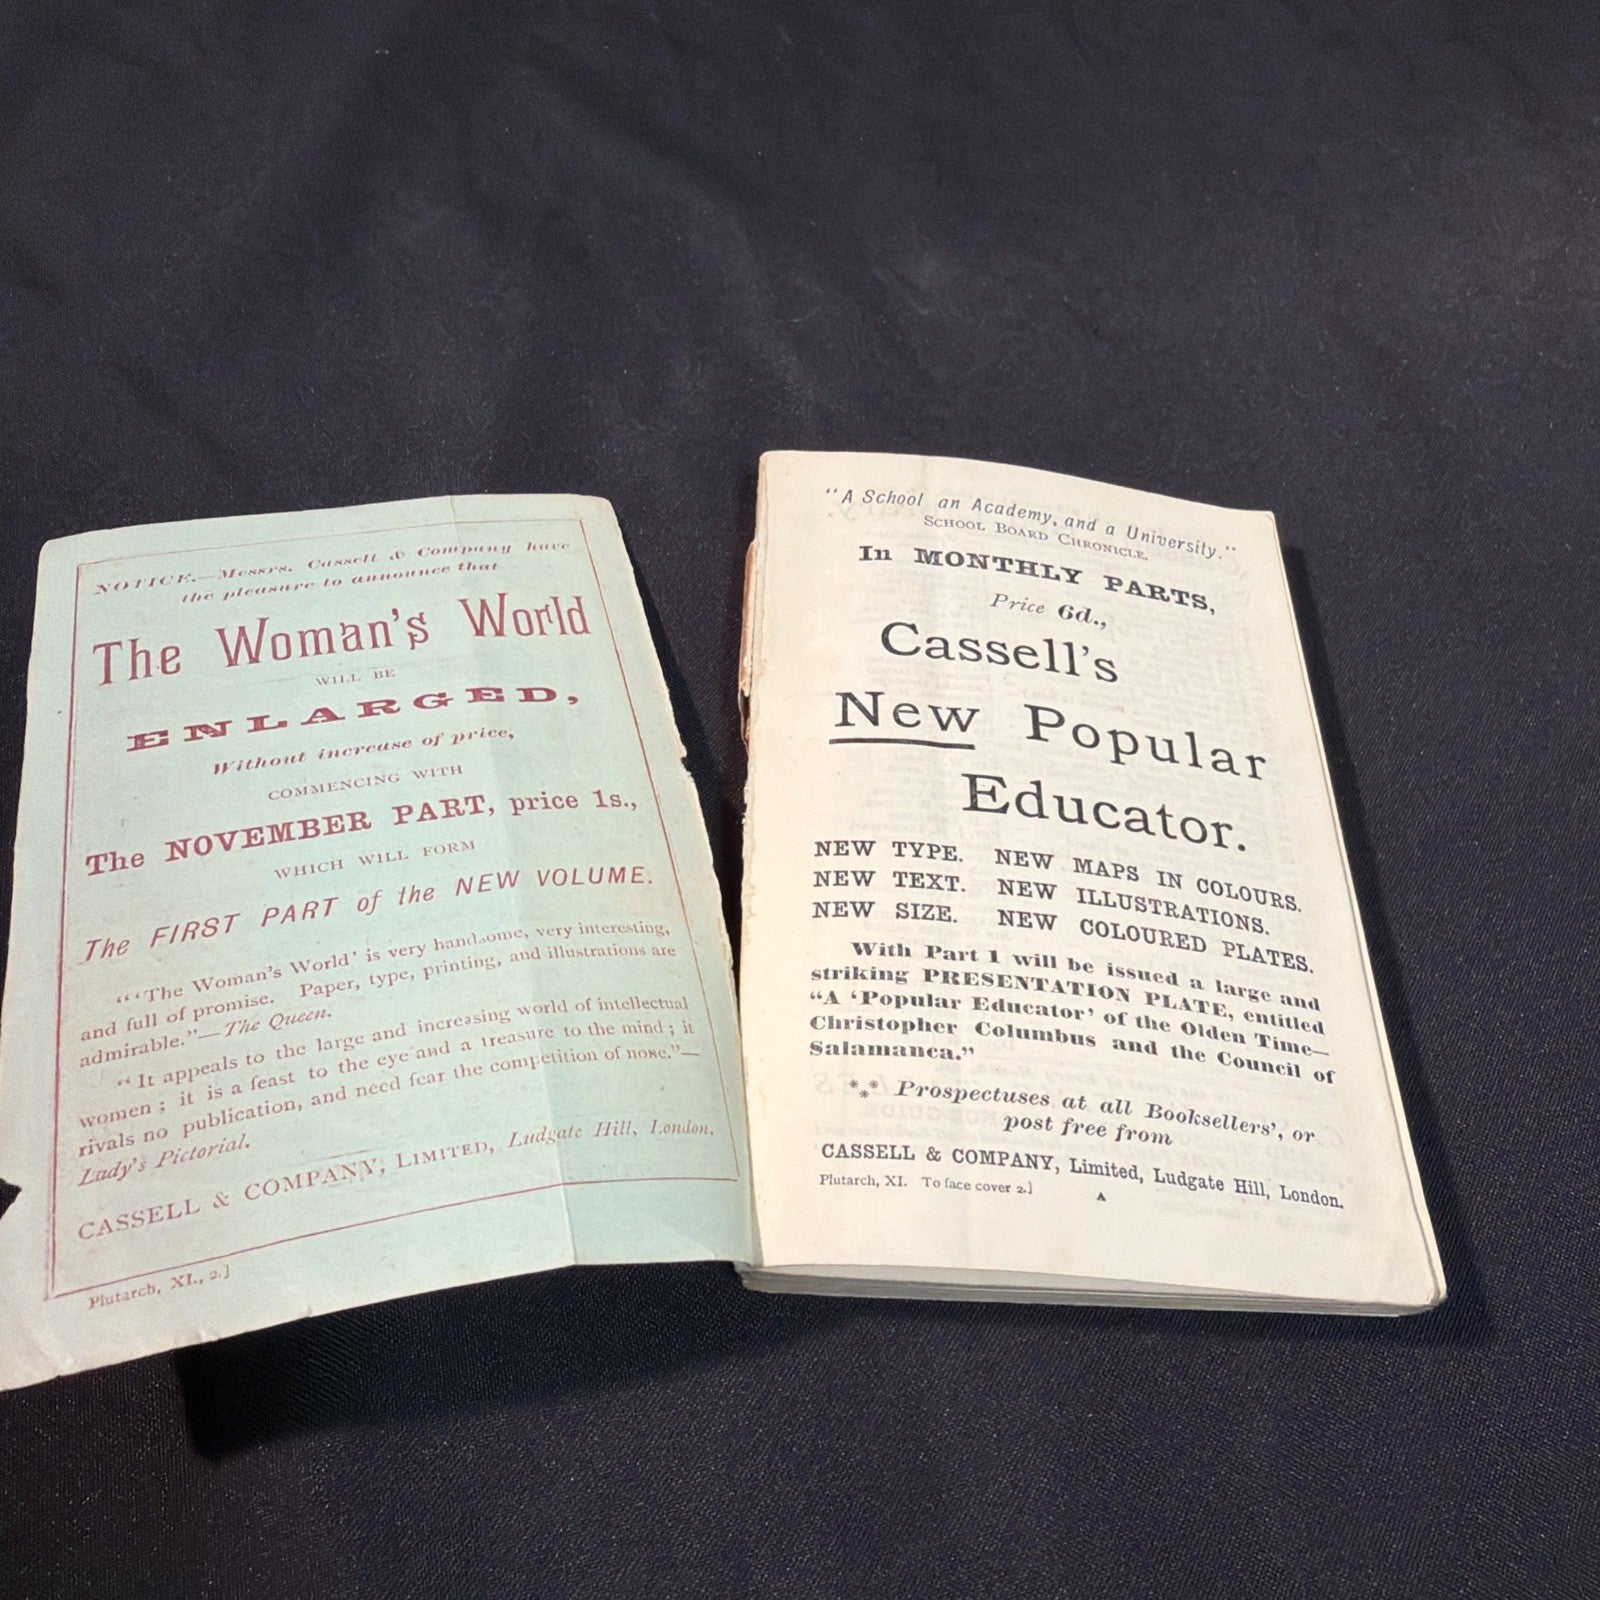 NOTICE.—Messrs. Cassell & Company have
the pleasure to announce that
The Woman's World
WILL BE
ENLARGED,
Without increase of price,
COMMENCING WITH
The NOVEMBER PART, price 1s.,
WHICH WILL FORM
The FIRST PART of the NEW VOLUME.
"'The Woman's World' is very handsome, very interesting,
and full of promise. Paper, type, printing, and illustrations are
admirable."—The Queen.
"It appeals to the large and increasing world of intellectual
women; it is a feast to the eye and a treasure to the mind; it
rivals no publication, and need fear the competition of none."—
Lady's Pictorial.
CASSELL & COMPANY, LIMITED, Ludgate Hill, London.
Plutarch, XI., 2.]
"A School an Academy, and a University."
SCHOOL BOARD CHRONICLE.
In MONTHLY PARTS,
Price 6d.,
Cassell's
New Popular
Educator.
NEW TYPE. NEW MAPS IN COLOURS.
NEW TEXT. NEW ILLUSTRATIONS.
NEW SIZE. NEW COLOURED PLATES.
With Part 1 will be issued a large and
striking PRESENTATION PLATE, entitled
"A 'Popular Educator' of the Olden Time—
Christopher Columbus and the Council of
Salamanca."
*** Prospectuses at all Booksellers', or
post free from
CASSELL & COMPANY, Limited, Ludgate Hill, London.
Plutarch, XI. To face cover 2.]
A